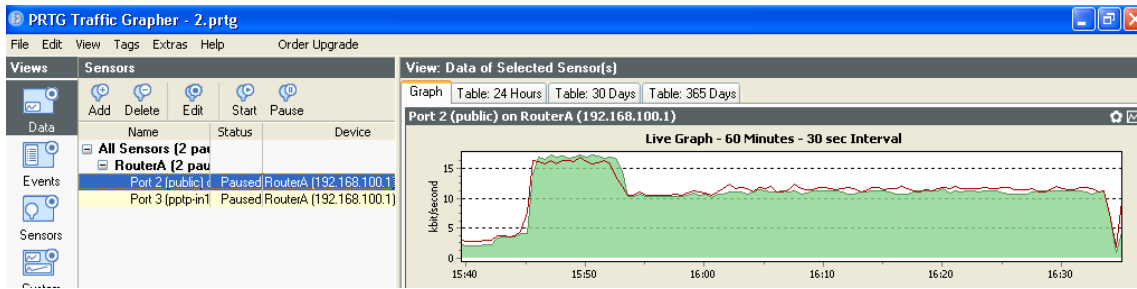 PRTG Traffic Grapher - 2.prtg
File Edit View Tags Extras Help Order Upgrade
Views
Sensors
View: Data of Selected Sensor(s)
Data
Events
Sensors
Add Delete Edit Start Pause
Name Status Device
All Sensors (2 pau
RouterA (2 pau
Port 2 (public) o Paused RouterA (192.168.100.1
Port 3 (pptp-in1 Paused RouterA (192.168.100.1)
Graph Table: 24 Hours Table: 30 Days Table: 365 Days
Port 2 (public) on RouterA (192.168.100.1)
Live Graph - 60 Minutes - 30 sec Interval
kbit/second
15
10
5
0
15:40 15:50 16:00 16:10 16:20 16:30